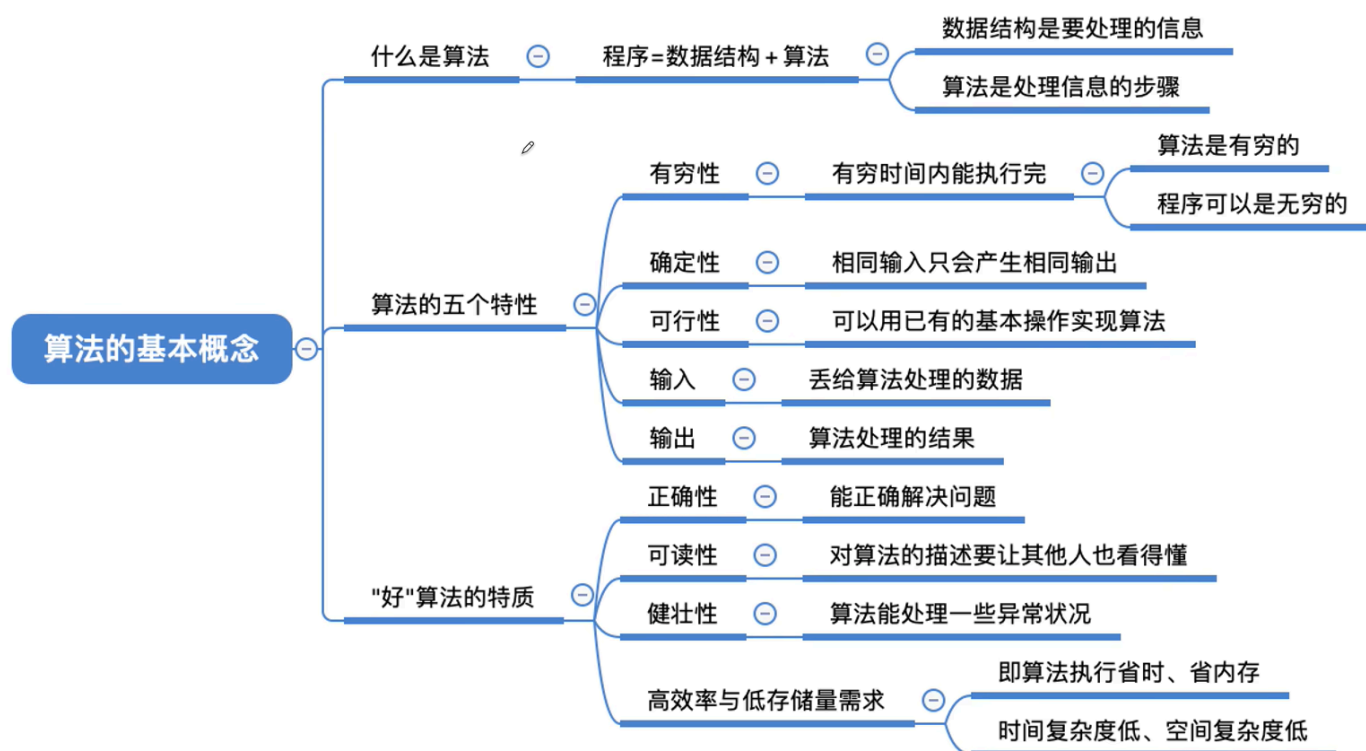 算法的基本概念
什么是算法
程序=数据结构+算法
数据结构是要处理的信息
算法是处理信息的步骤
算法的五个特性
有穷性
有穷时间内能执行完
算法是有穷的
程序可以是无穷的
确定性
相同输入只会产生相同输出
可行性
可以用已有的基本操作实现算法
输入
丢给算法处理的数据
输出
算法处理的结果
"好"算法的特质
正确性
能正确解决问题
可读性
对算法的描述要让其他人也看得懂
健壮性
算法能处理一些异常状况
高效率与低存储量需求
即算法执行省时、省内存
时间复杂度低、空间复杂度低